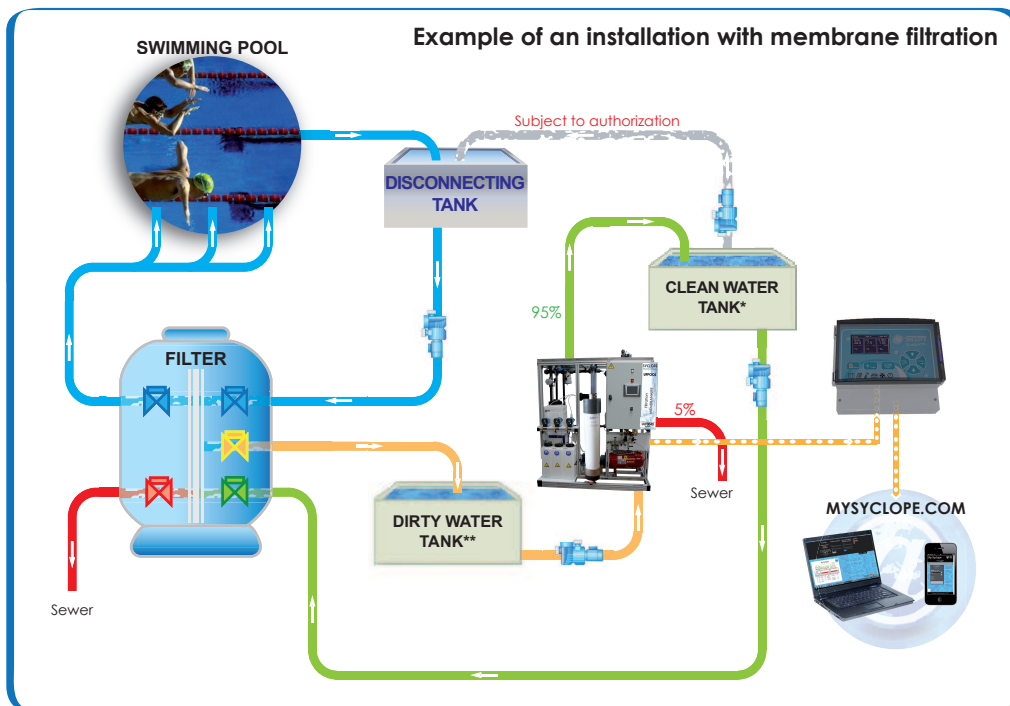 Example of an installation with membrane filtration
SWIMMING POOL
Subject to authorization
DISCONNECTING
TANK
CLEAN WATER
TANK*
95%
FILTER
5%
Sewer
MYSYCLOPE.COM
DIRTY WATER
TANK**
Sewer